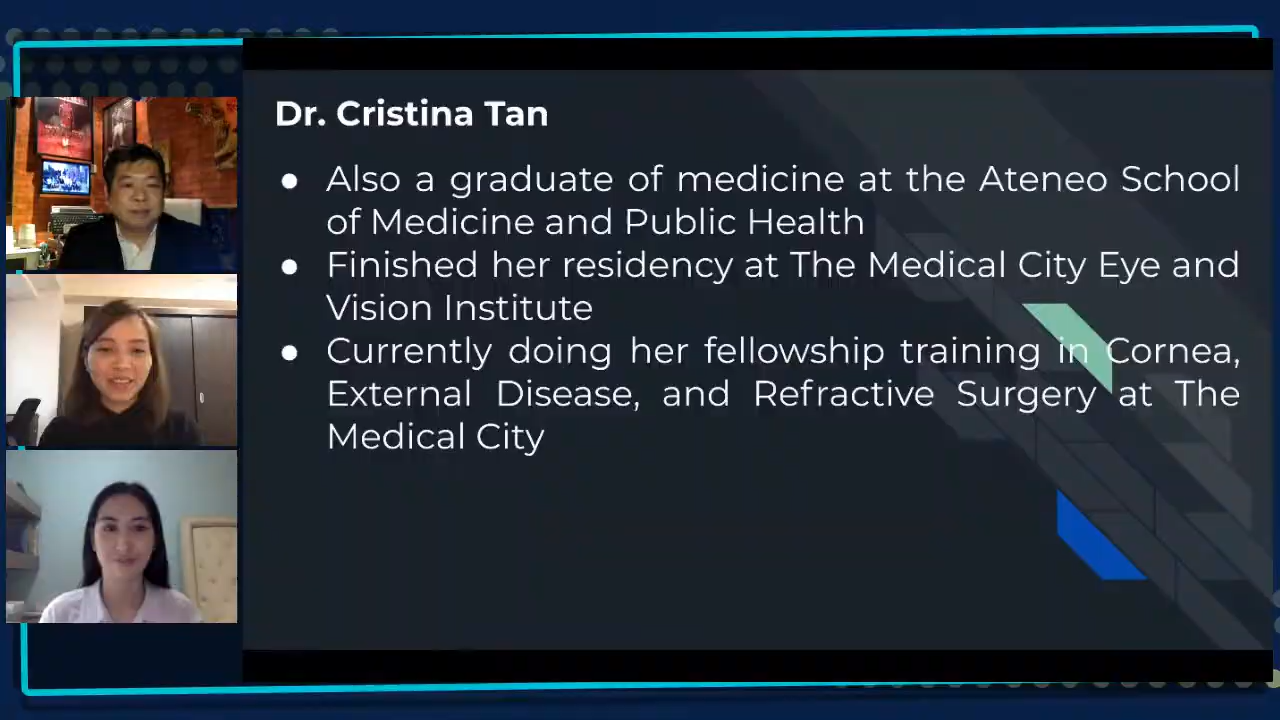 Dr. Cristina Tan
● Also a graduate of medicine at the Ateneo School
of Medicine and Public Health
● Finished her residency at The Medical City Eye and
Vision Institute
● Currently doing her fellowship training in Cornea,
External Disease, and Refractive Surgery at The
Medical City